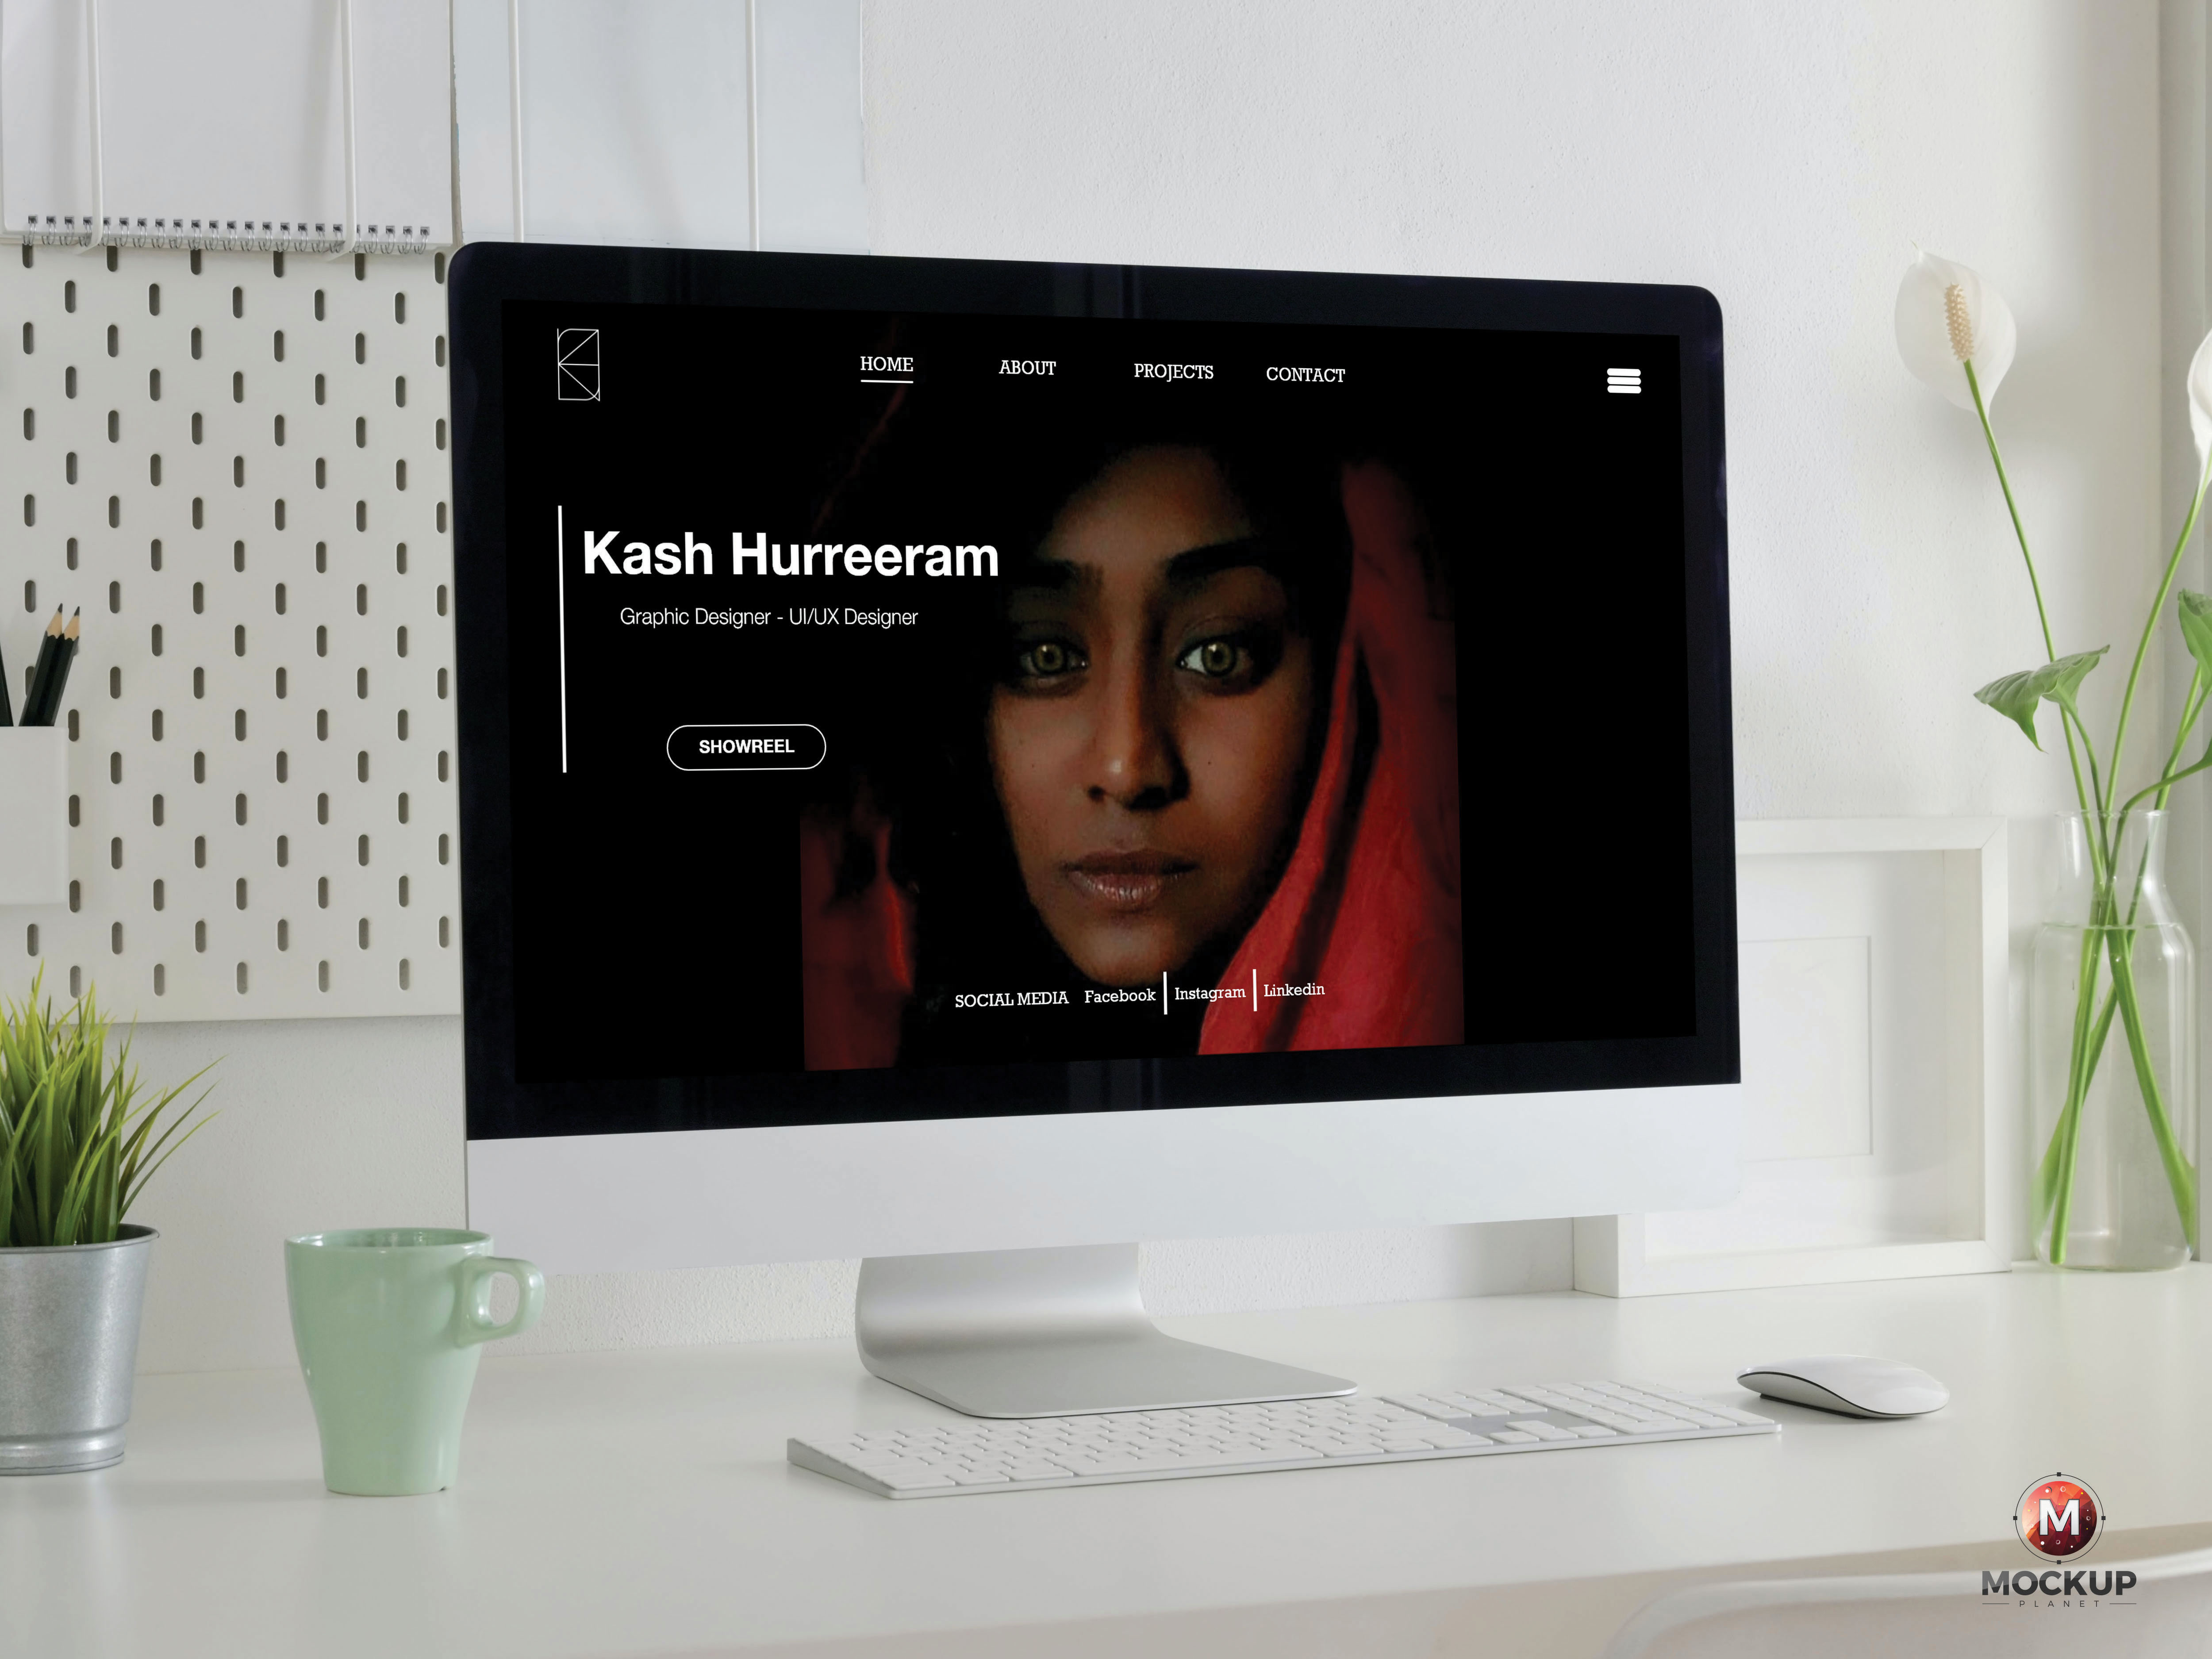 HOME ABOUT PROJECTS CONTACT
Kash Hurreeram
Graphic Designer - UI/UX Designer
SHOWREEL
SOCIAL MEDIA Facebook Instagram Linkedin
M
MOCKUP
PLANET